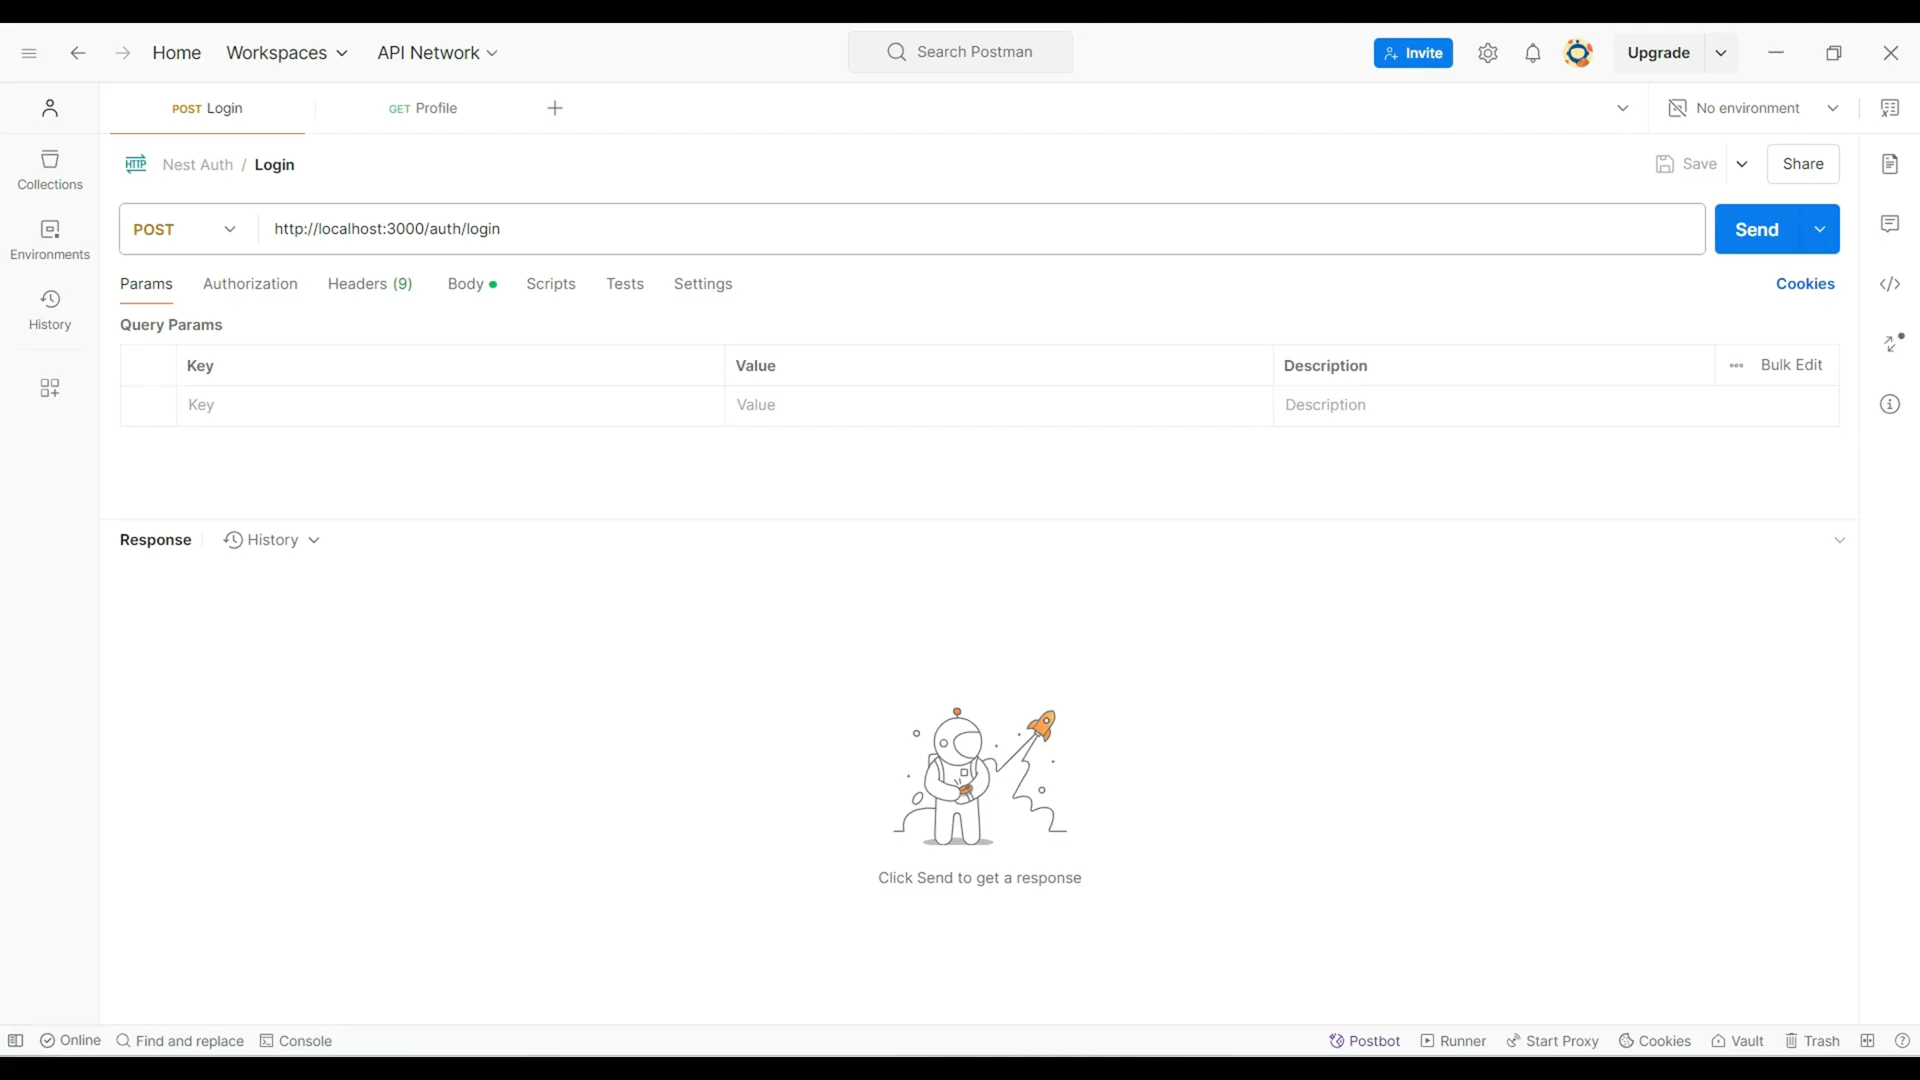 Home Workspaces API Network Search Postman Invite Upgrade
POST Login GET Profile No environment
HTTP Nest Auth / Login Save Share
Collections
POST http://localhost:3000/auth/login Send
Environments
Params Authorization Headers (9) Body Scripts Tests Settings Cookies
History
Query Params
Key Value Description Bulk Edit
Key Value Description
Response History
Click Send to get a response
Online Find and replace Console Postbot Runner Start Proxy Cookies Vault Trash